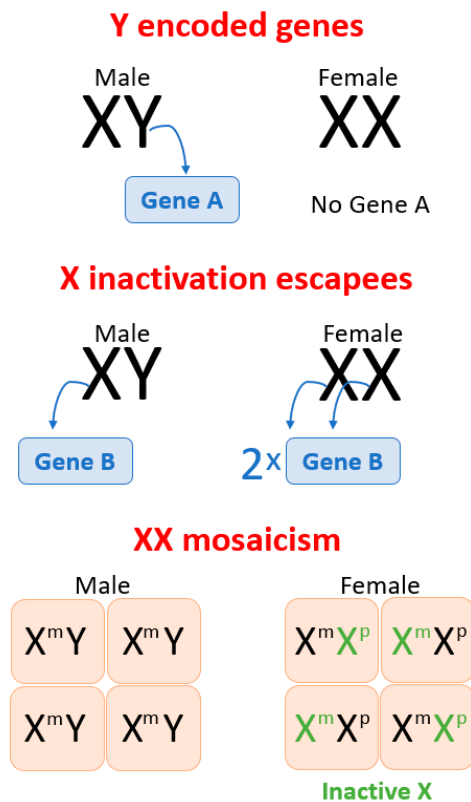 Y encoded genes
Male Female
XY XX
Gene A No Gene A
X inactivation escapees
Male Female
XY XX
Gene B 2x Gene B
XX mosaicism
Male Female
XᵐY XᵐY XᵐXᵖ XᵐXᵖ
XᵐY XᵐY XᵐXᵖ XᵐXᵖ
Inactive X